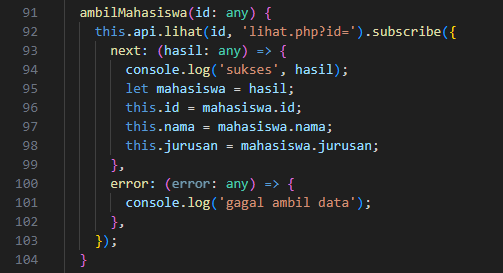 91 ambilMahasiswa(id: any) {
92 this.api.lihat(id, 'lihat.php?id=').subscribe({
93 next: (hasil: any) => {
94 console.log('sukses', hasil);
95 let mahasiswa = hasil;
96 this.id = mahasiswa.id;
97 this.nama = mahasiswa.nama;
98 this.jurusan = mahasiswa.jurusan;
99 },
100 error: (error: any) => {
101 console.log('gagal ambil data');
102 },
103 });
104 }